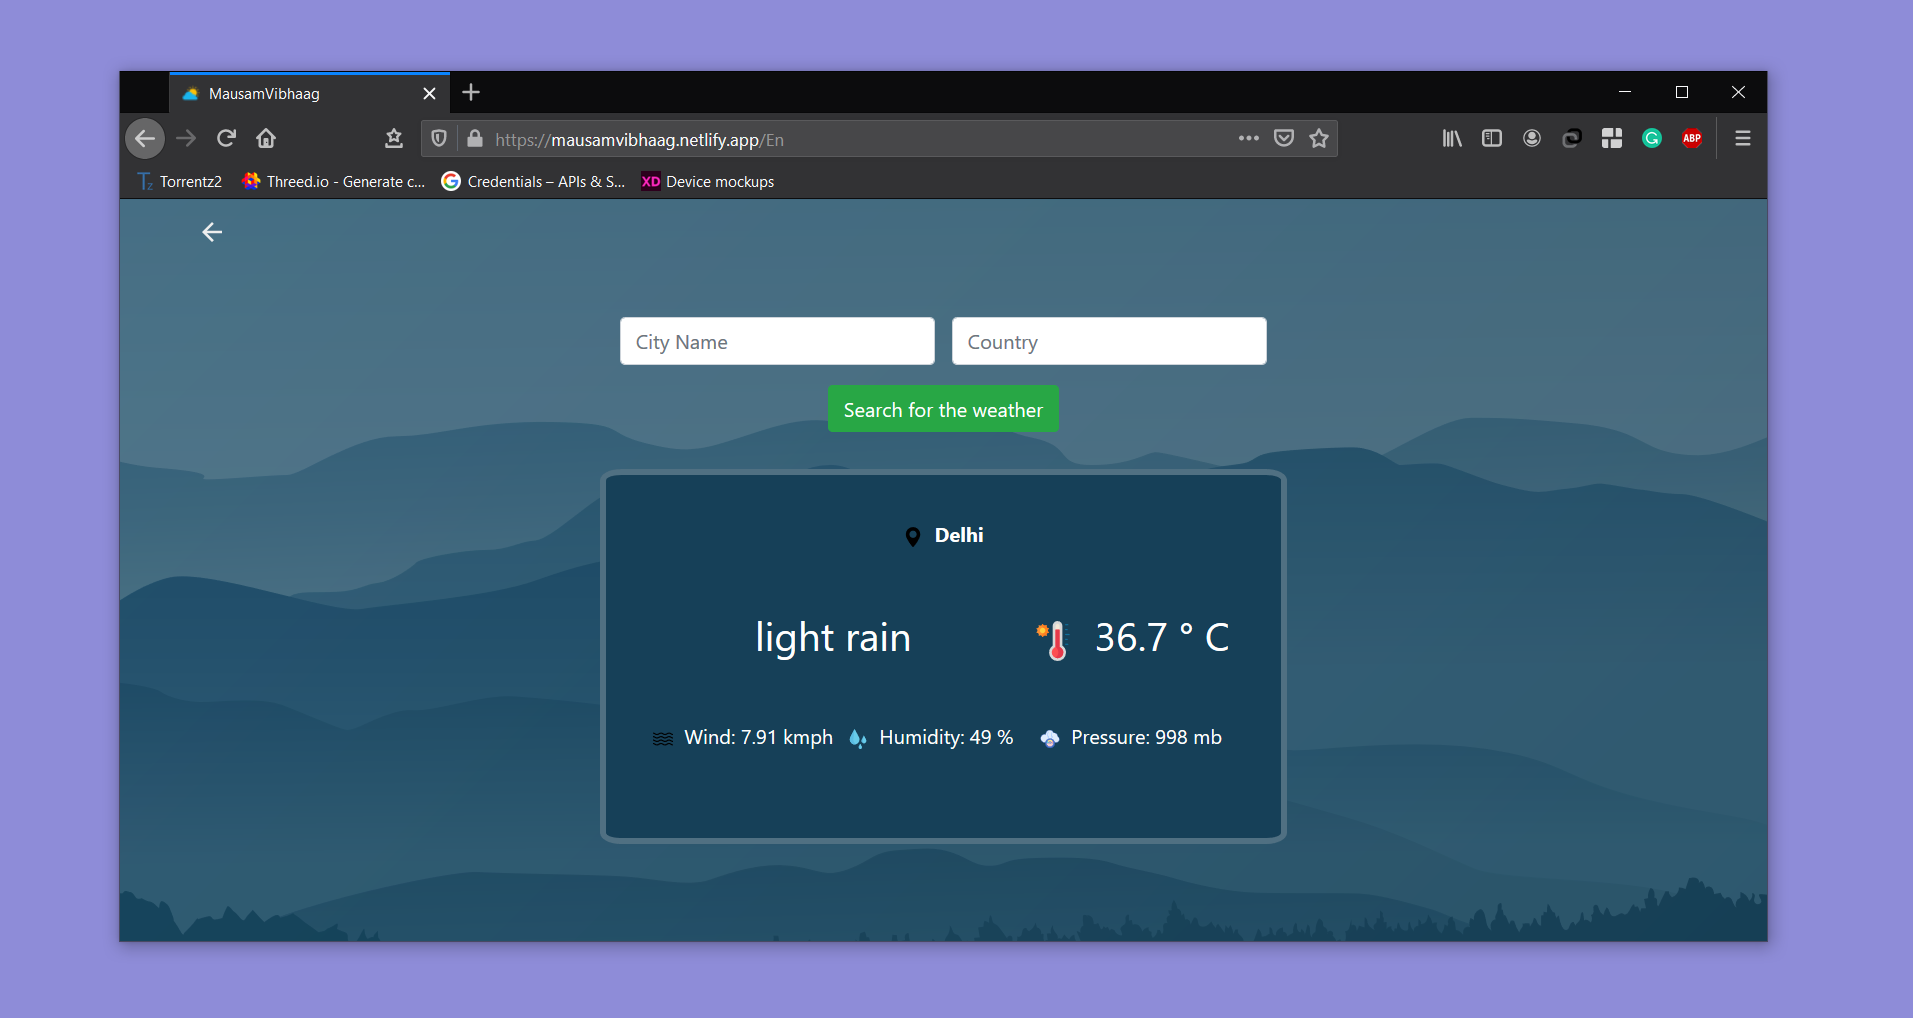 MausamVibhaag
https://mausamvibhaag.netlify.app/En
ABP
Tz Torrentz2 Threed.io - Generate c... G Credentials – APIs & S... XD Device mockups
City Name Country
Search for the weather
Delhi
light rain 36.7 ° C
Wind: 7.91 kmph Humidity: 49 % Pressure: 998 mb